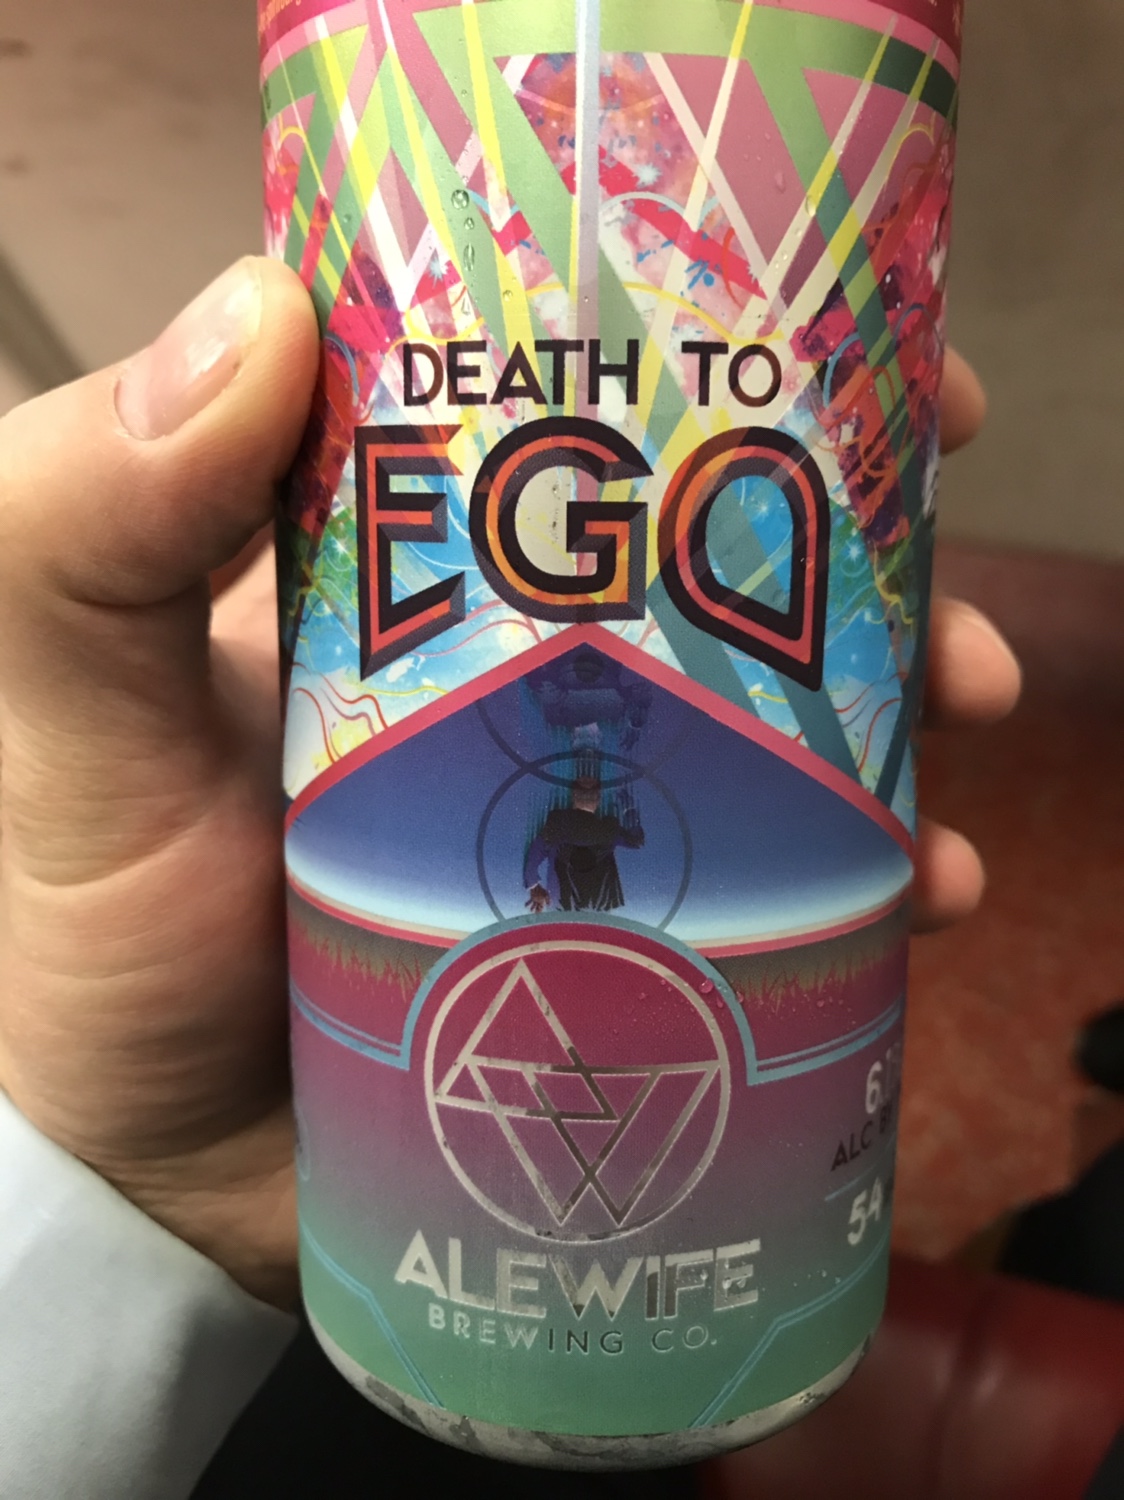 DEATH TO
EGO
ALC
54
ALEWIFE
BREWING CO.